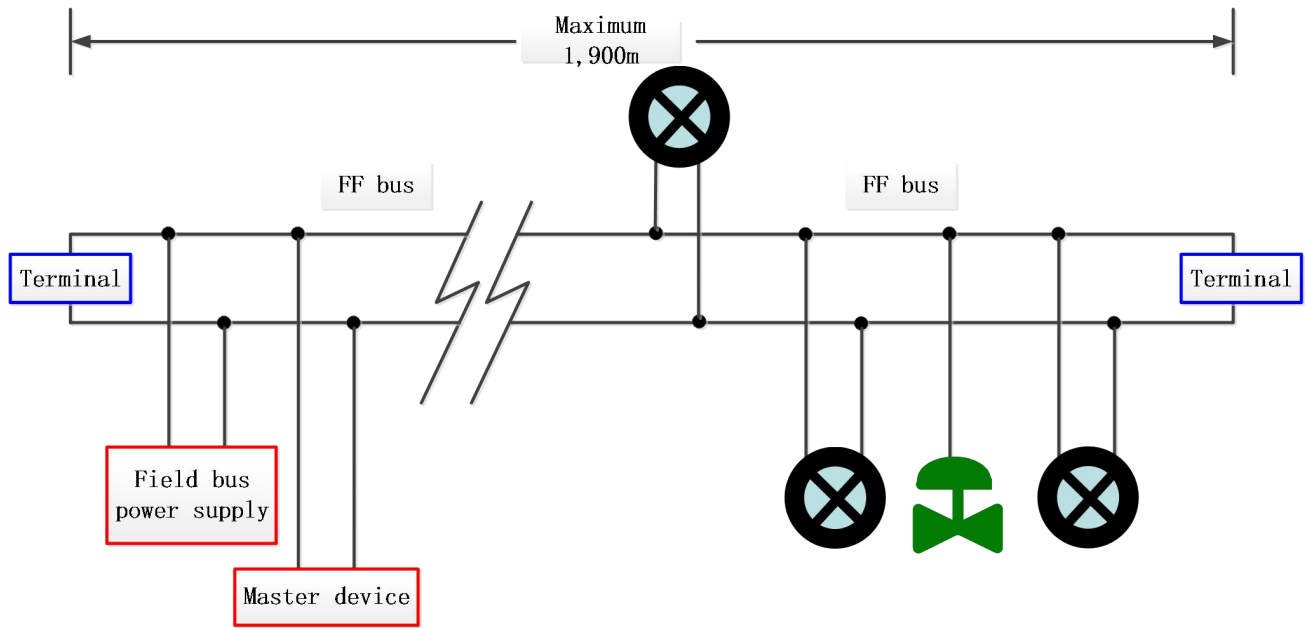 Maximum
1,900m
FF bus
FF bus
Terminal
Terminal
Field bus
power supply
Master device